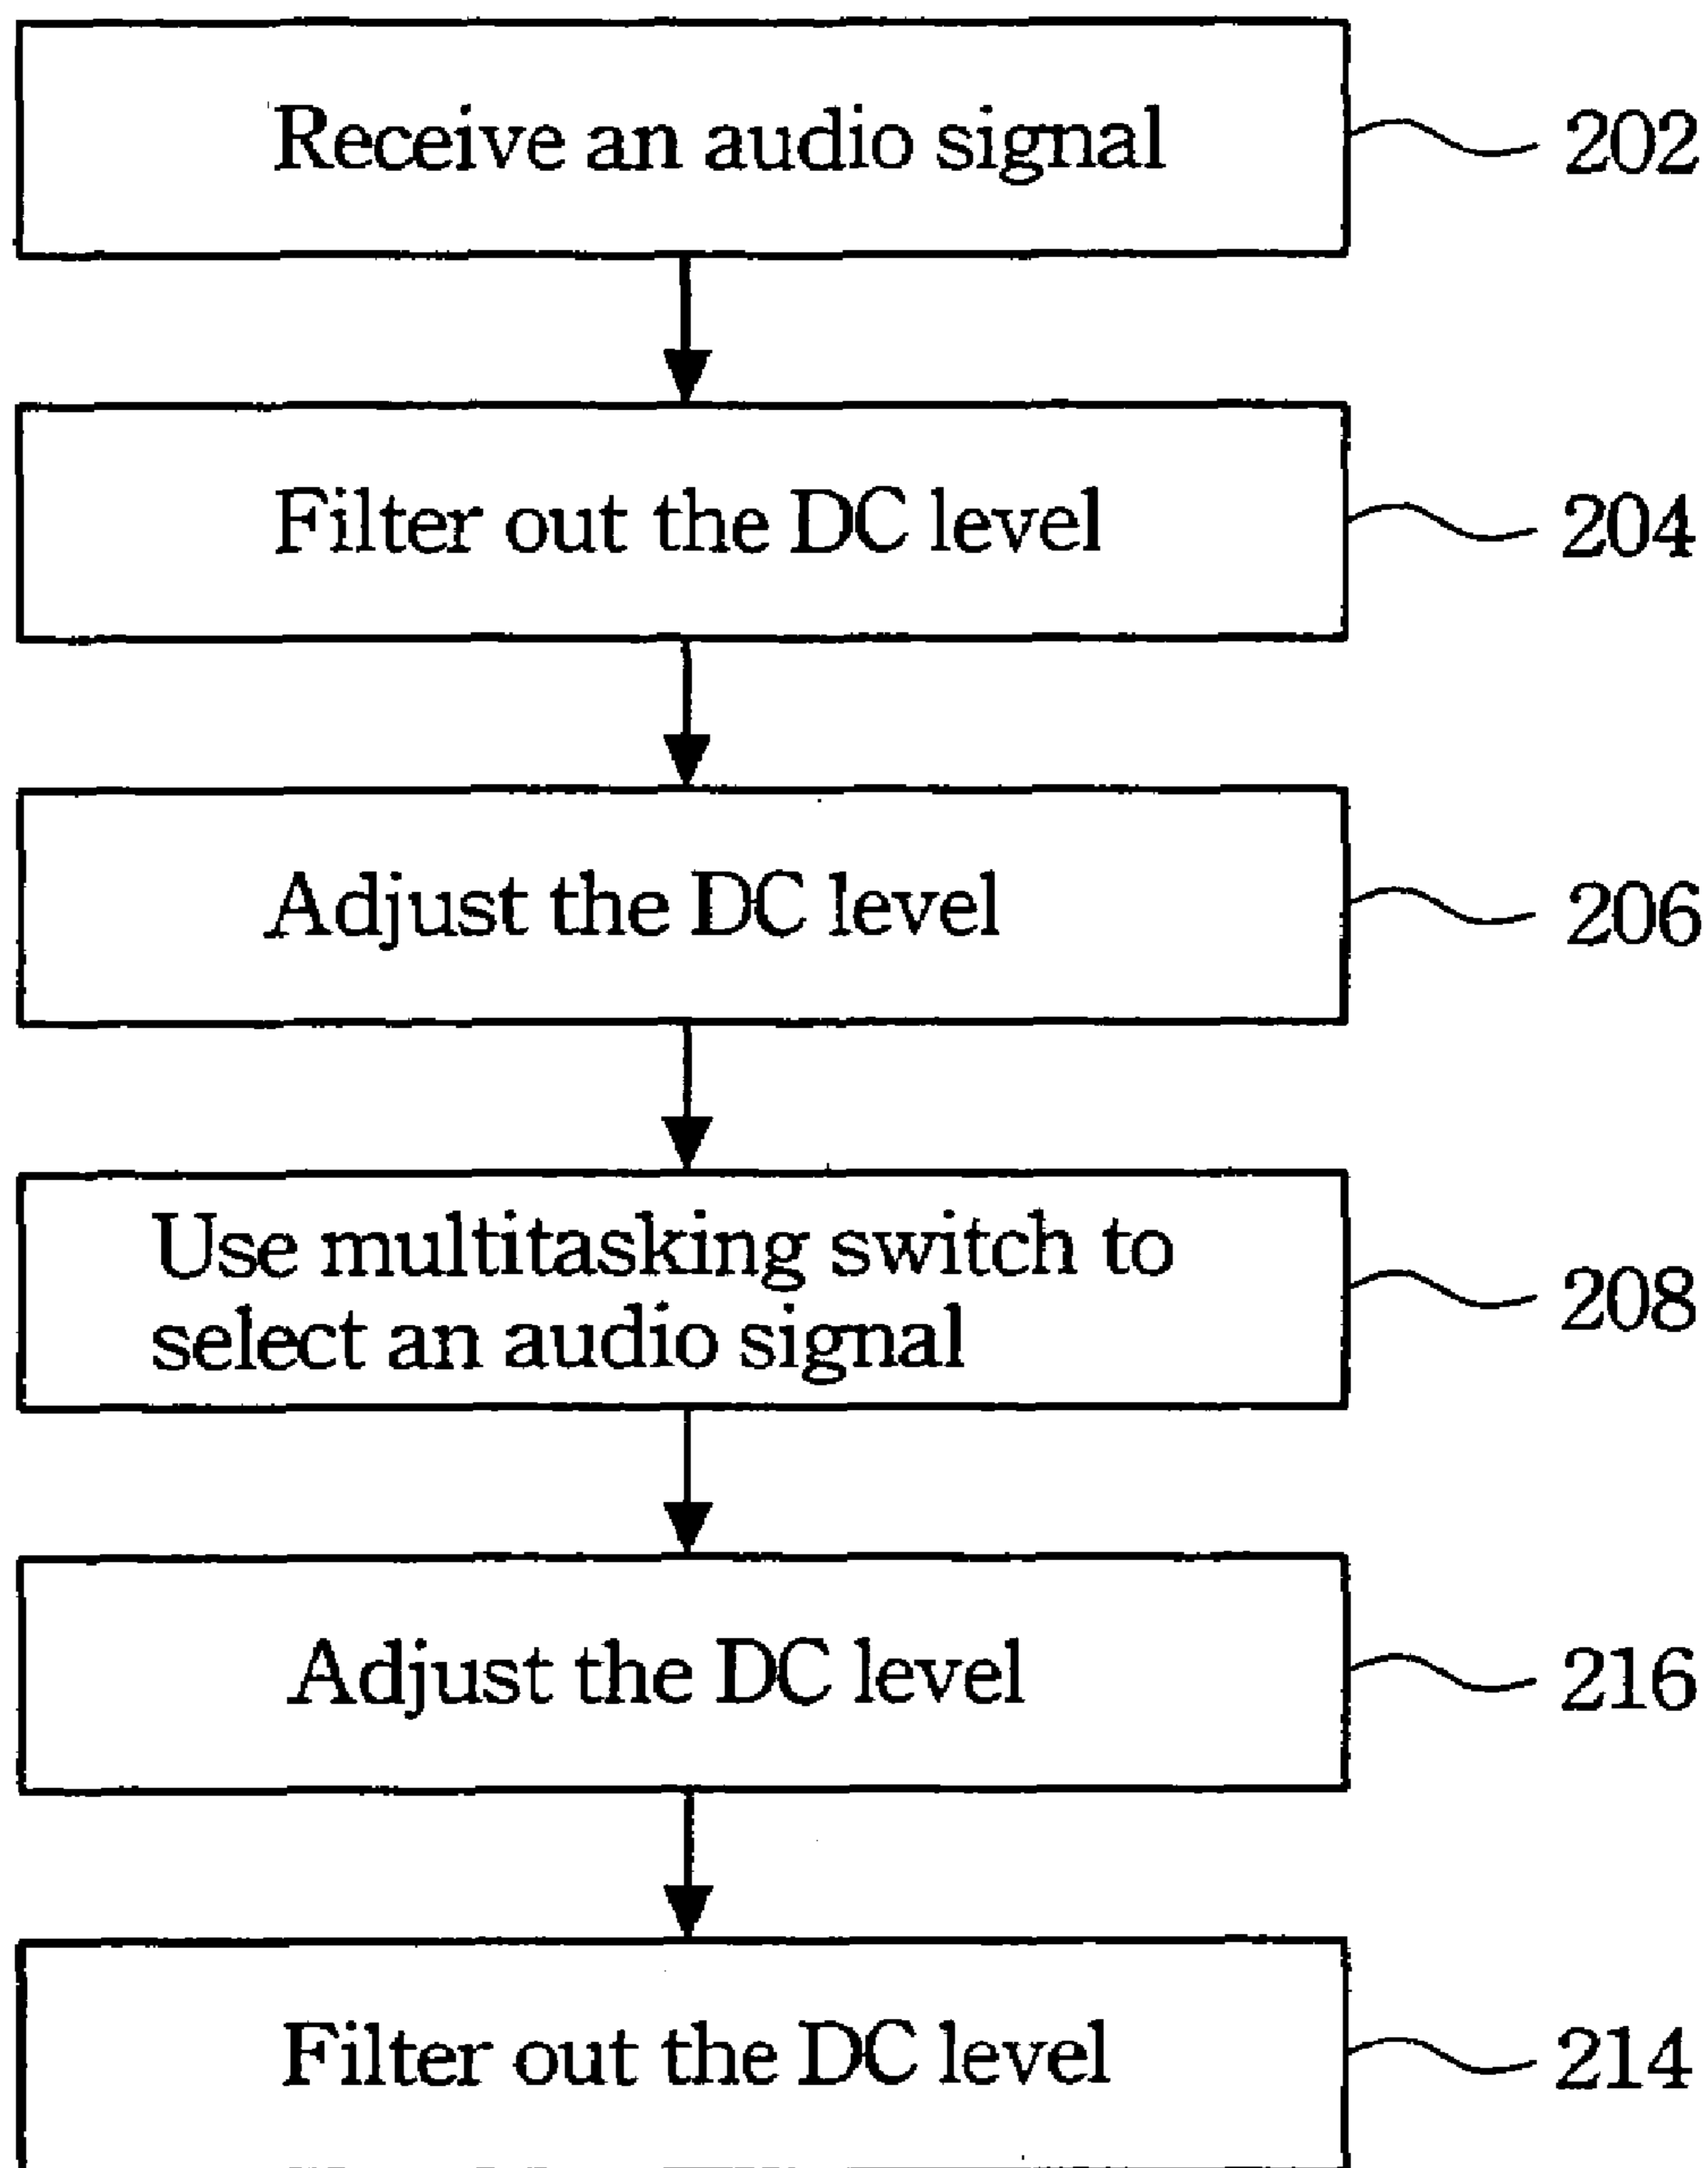 Receive an audio signal
202
Filter out the DC level
204
Adjust the DC level
206
Use multitasking switch to
select an audio signal
208
Adjust the DC level
216
Filter out the DC level
214